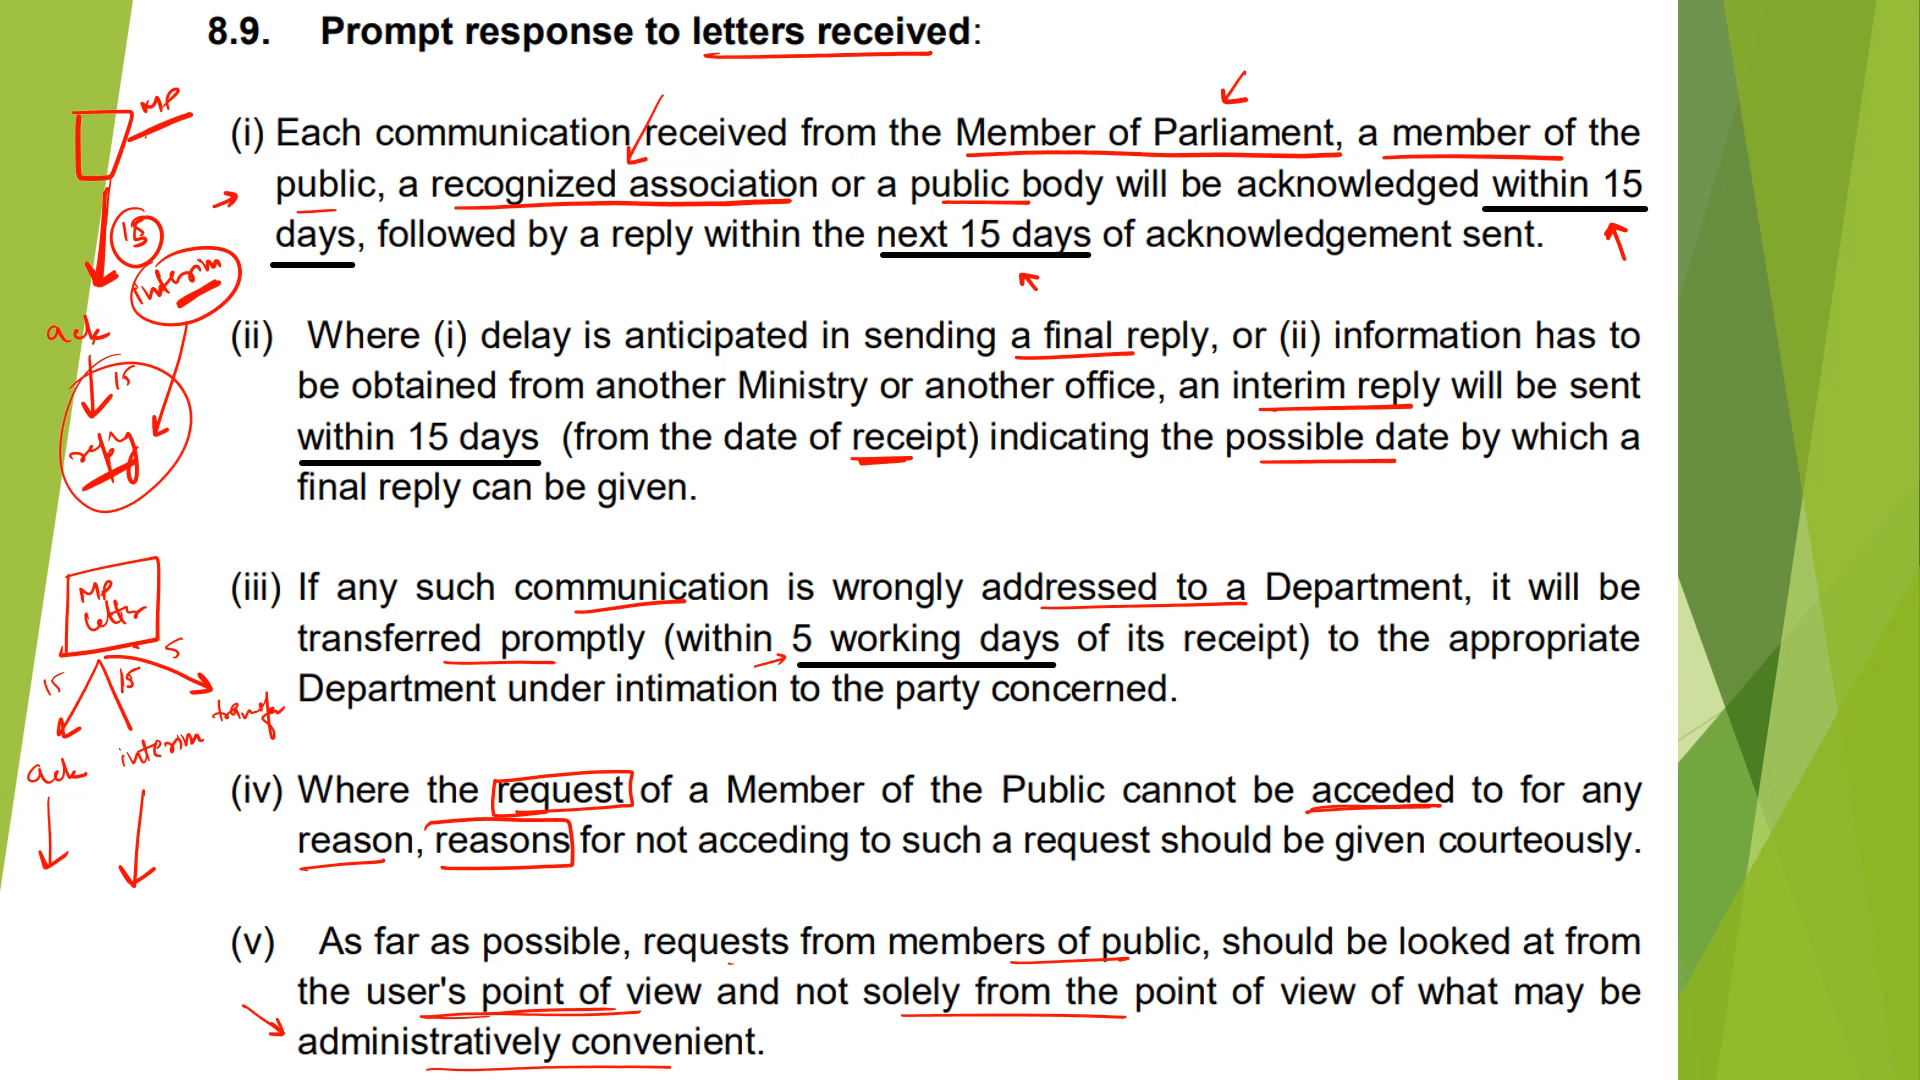 8.9. Prompt response to letters received:
MP
(i) Each communication received from the Member of Parliament, a member of the
public, a recognized association or a public body will be acknowledged within 15
days, followed by a reply within the next 15 days of acknowledgement sent.
15
interim
ack
15
reply
(ii) Where (i) delay is anticipated in sending a final reply, or (ii) information has to
be obtained from another Ministry or another office, an interim reply will be sent
within 15 days (from the date of receipt) indicating the possible date by which a
final reply can be given.
MP
letter
(iii) If any such communication is wrongly addressed to a Department, it will be
transferred promptly (within 5 working days of its receipt) to the appropriate
Department under intimation to the party concerned.
15 15 5
ack interim transfer
(iv) Where the request of a Member of the Public cannot be acceded to for any
reason, reasons for not acceding to such a request should be given courteously.
(v) As far as possible, requests from members of public, should be looked at from
the user's point of view and not solely from the point of view of what may be
administratively convenient.